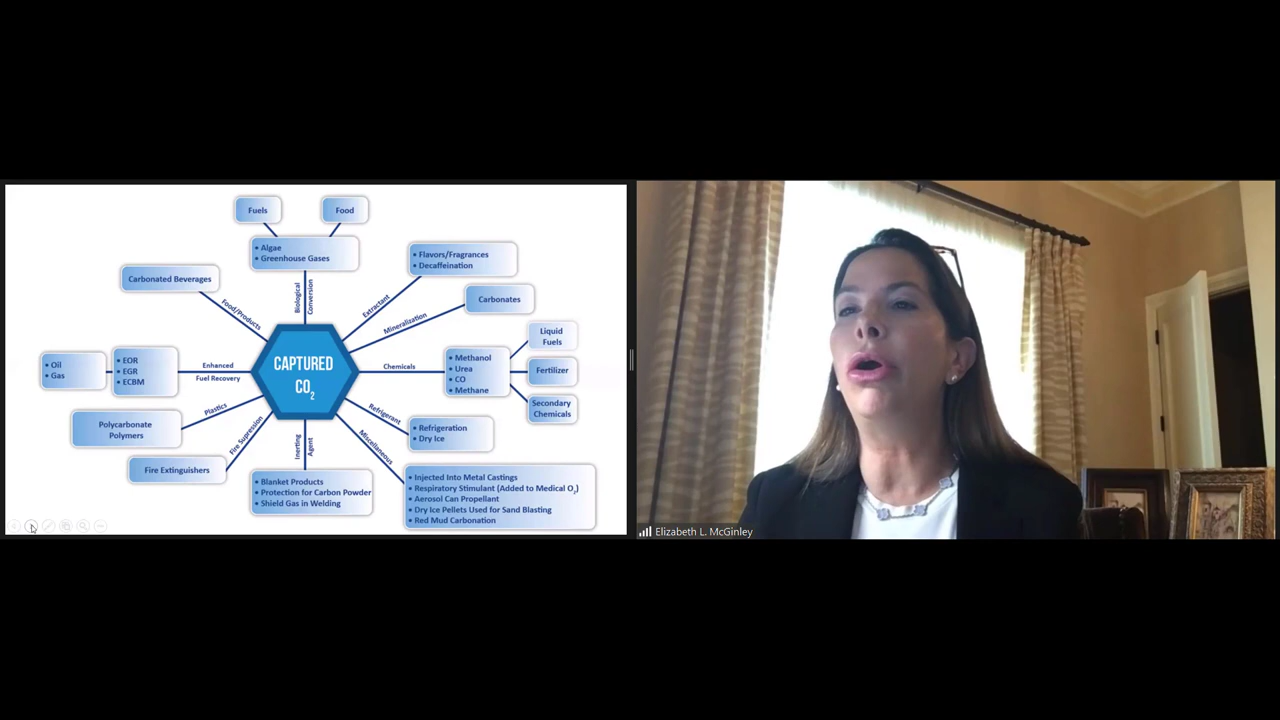 Fuels
Food
• Algae
• Greenhouse Gases
Biological
Conversion
• Flavors/Fragrances
• Decaffeination
Extractant
Carbonated Beverages
Food/Products
Carbonates
Mineralization
Liquid
Fuels
• Oil
• Gas
• EOR
• EGR
• ECBM
Enhanced
Fuel Recovery
CAPTURED
CO2
Chemicals
• Methanol
• Urea
• CO
• Methane
Fertilizer
Secondary
Chemicals
Plastics
Polycarbonate
Polymers
Refrigerant
• Refrigeration
• Dry Ice
Fire Supression
Fire Extinguishers
Inerting
Agent
• Blanket Products
• Protection for Carbon Powder
• Shield Gas in Welding
Miscellaneous
• Injected Into Metal Castings
• Respiratory Stimulant (Added to Medical O2)
• Aerosol Can Propellant
• Dry Ice Pellets Used for Sand Blasting
• Red Mud Carbonation
Elizabeth L. McGinley